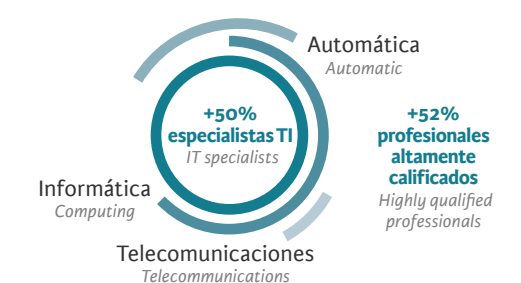 Automática
Automatic
+50%
especialistas TI
IT specialists
+52%
profesionales
altamente
calificados
Highly qualified
professionals
Informática
Computing
Telecomunicaciones
Telecommunications